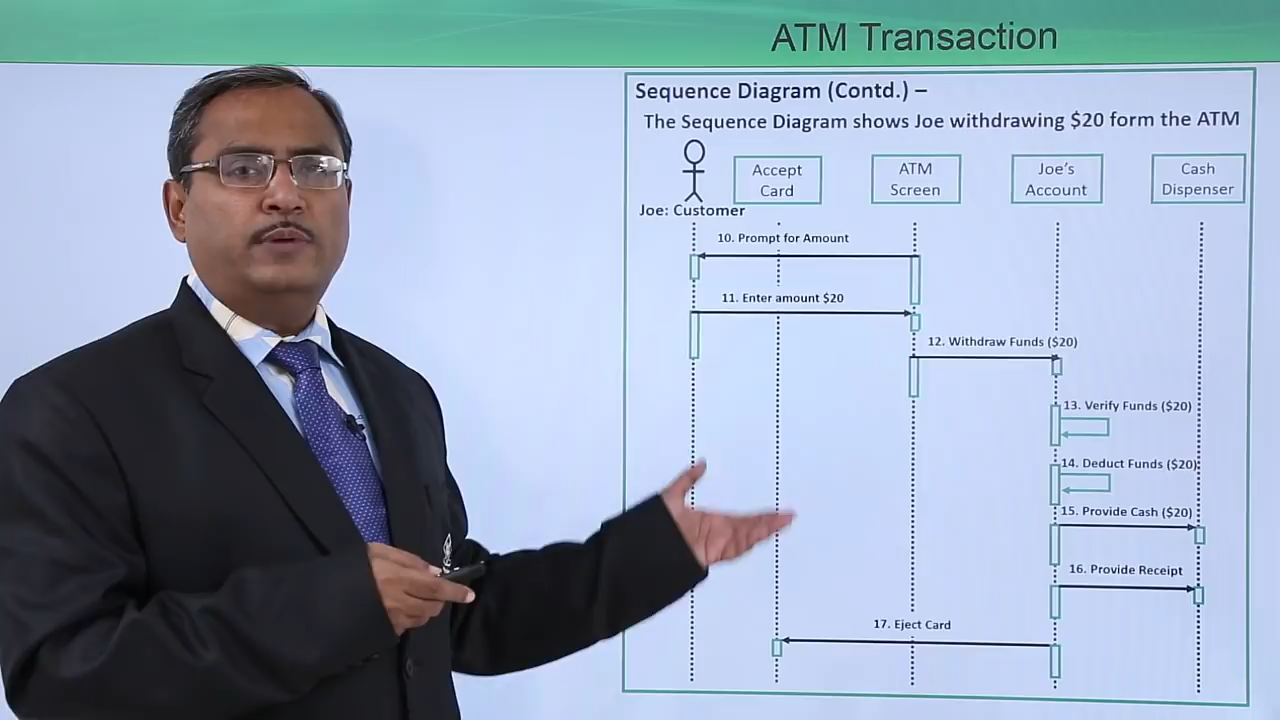 ATM Transaction
Sequence Diagram (Contd.) –
The Sequence Diagram shows Joe withdrawing $20 form the ATM
Accept
Card
ATM
Screen
Joe's
Account
Cash
Dispenser
Joe: Customer
10. Prompt for Amount
11. Enter amount $20
12. Withdraw Funds ($20)
13. Verify Funds ($20)
14. Deduct Funds ($20)
15. Provide Cash ($20)
16. Provide Receipt
17. Eject Card